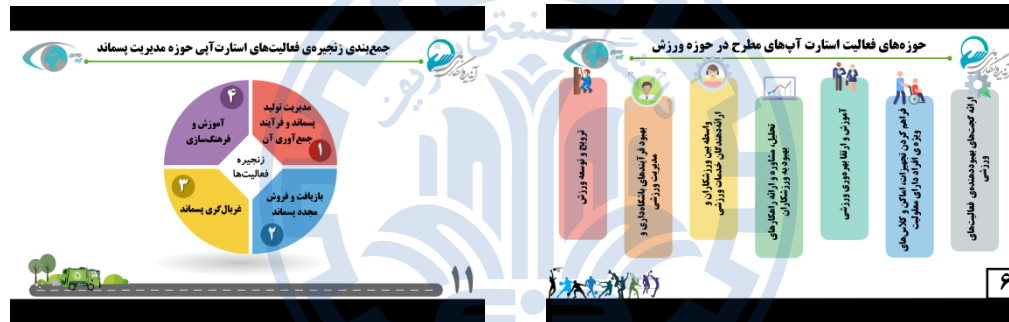 حوزه‌های فعالیت استارت آپ‌های مطرح در حوزه ورزش
ارائه گجت‌های بهبوددهنده‌ی فعالیت‌های
ورزشی
فراهم کردن تجهیزات، اماکن و کلاس‌های
ویژه ی افراد دارای معلولیت
آموزش و ارتقا بهره‌وری ورزشی
تحلیل، مشاوره و ارائه راهکارهای
بهبود به ورزشکاران
واسطه بین ورزشکاران و
ارائه‌دهندگان خدمات ورزشی
بهبود فرآیندهای باشگاه‌داری و
مدیریت ورزشی
ترویج و توسعه ورزش
۶
جمع‌بندی زنجیره‌ی فعالیت‌های استارت‌آپی حوزه مدیریت پسماند
مدیریت تولید
پسماند و فرآیند
جمع‌آوری آن
۱
بازیافت و فروش
مجدد پسماند
۲
۳
غربال‌گری پسماند
۴
آموزش و
فرهنگ‌سازی
زنجیره
فعالیت‌ها
۱۱